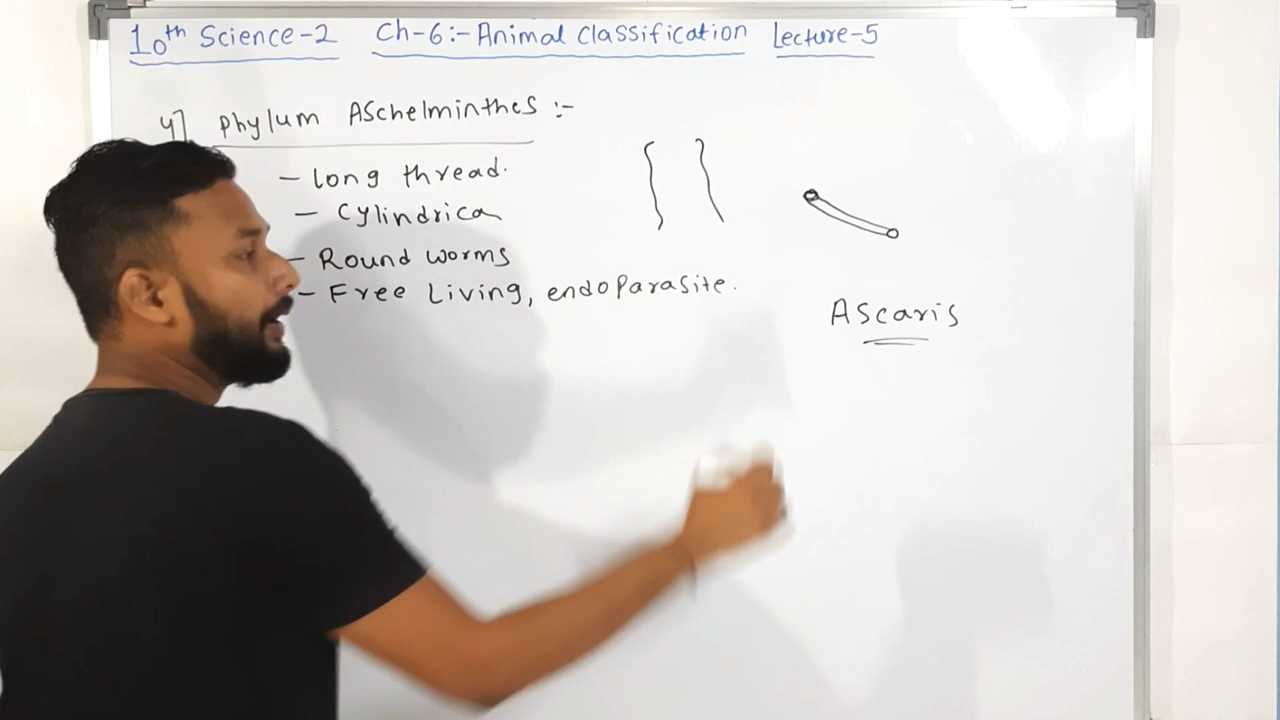 10th Science-2 Ch-6:- Animal Classification Lecture-5
4] Phylum Aschelminthes :-
- Long thread.
- Cylindrica
- Round worms
- Free Living, endoparasite.
Ascaris